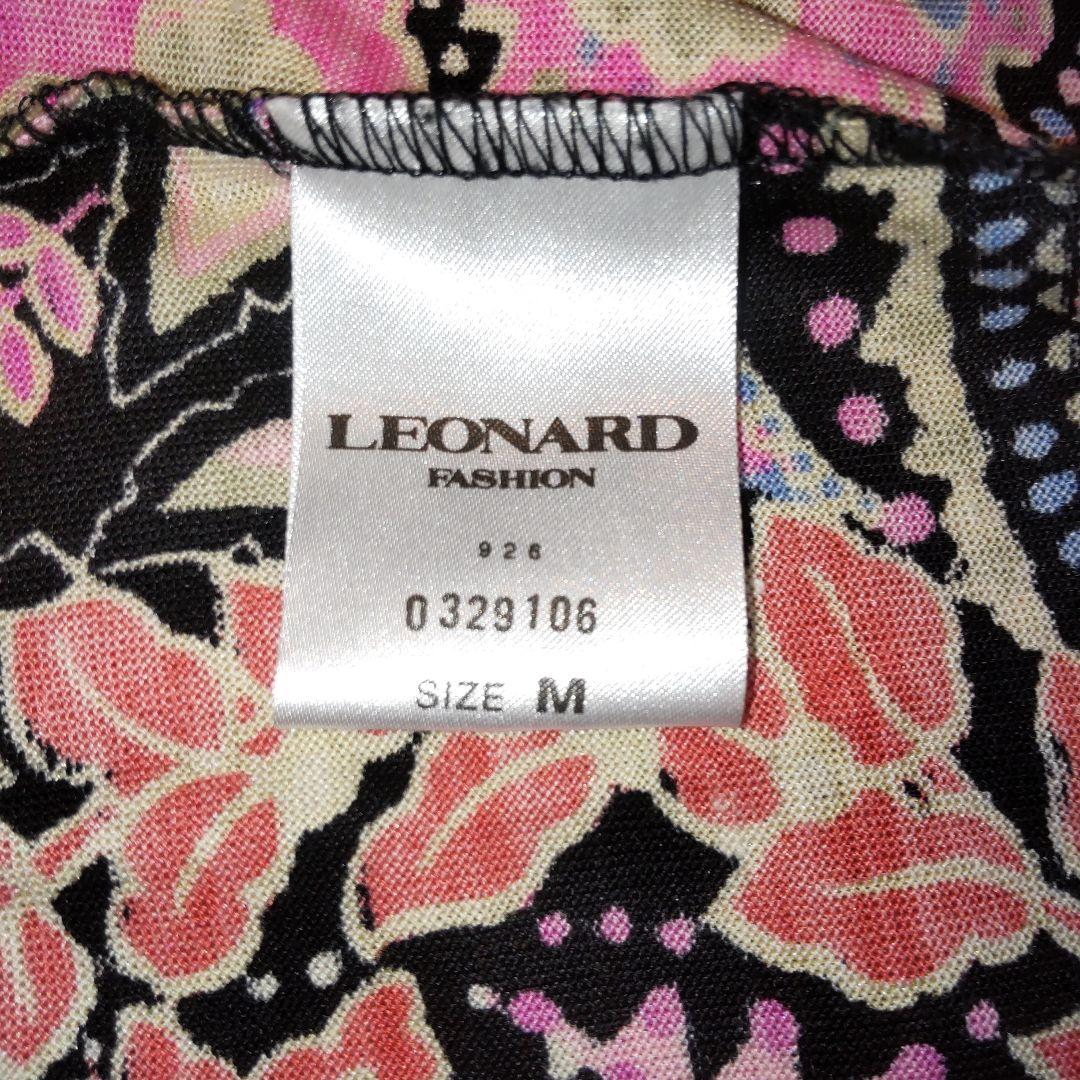 LEONARD
FASHION
926
0329106
SIZE M